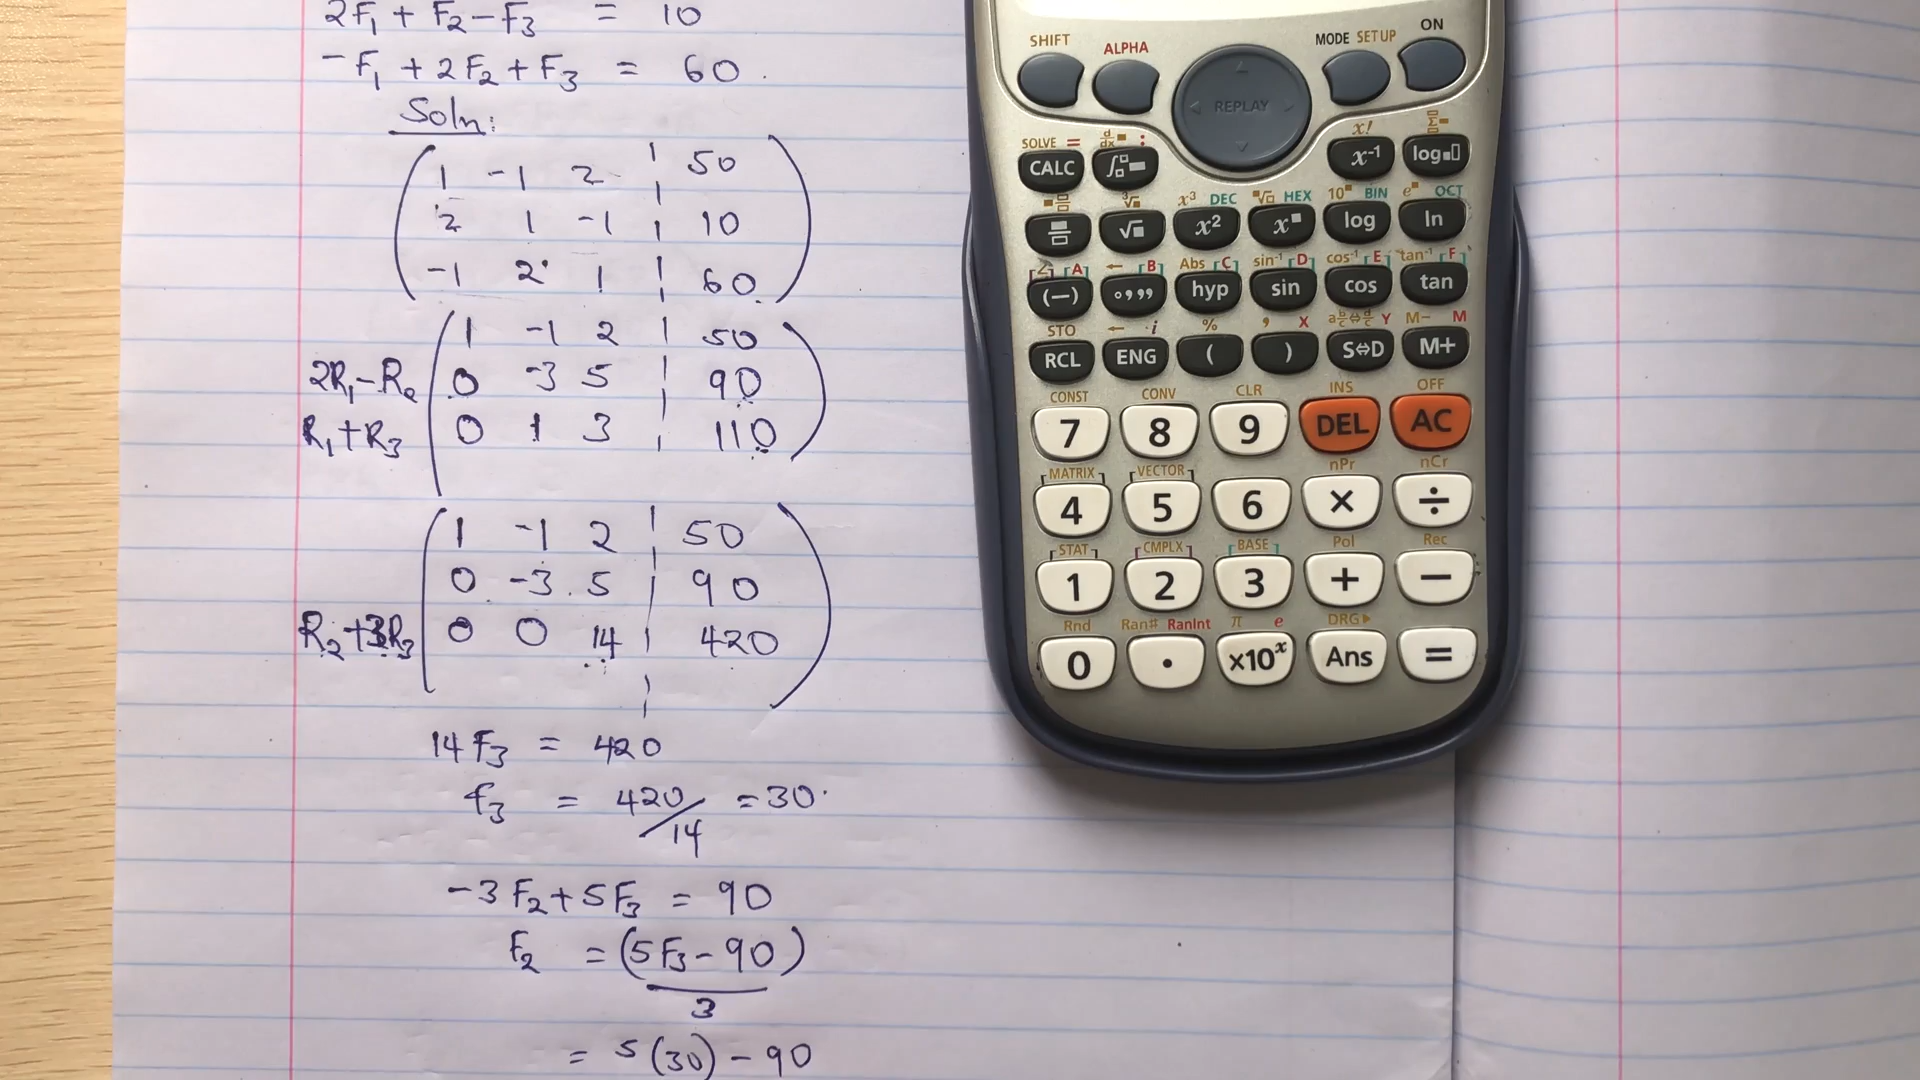 2F₁ + F₂ - F₃ = 10
-F₁ + 2F₂ + F₃ = 60.
Soln:
1 -1 2 | 50
2 1 -1 | 10
-1 2 1 | 60
1 -1 2 | 50
2R₁-R₂ 0 -3 5 | 90
R₁+R₃ 0 1 3 | 110
1 -1 2 | 50
0 -3 5 | 90
R₂+3R₃ 0 0 14 | 420
14F₃ = 420
f₃ = 420/14 = 30
-3F₂+5F₃ = 90
F₂ = (5F₃-90)
3
= 5(30) - 90
SHIFT ALPHA MODE SETUP ON
REPLAY
SOLVE = d/dx : x! Σ
CALC ∫ x⁻¹ log
³√ x³ DEC √ HEX 10 BIN e OCT
√ x² x log ln
A B Abs C sin⁻¹ D cos⁻¹ E tan⁻¹ F
(−) °,,, hyp sin cos tan
STO ← i % , X a b/c⇔d/c Y M− M
RCL ENG ( ) S⇔D M+
CONST CONV CLR INS OFF
7 8 9 DEL AC
MATRIX VECTOR nPr nCr
4 5 6 × ÷
STAT CMPLX BASE Pol Rec
1 2 3 + −
Rnd Ran# RanInt π e DRG▶
0 . ×10ˣ Ans =